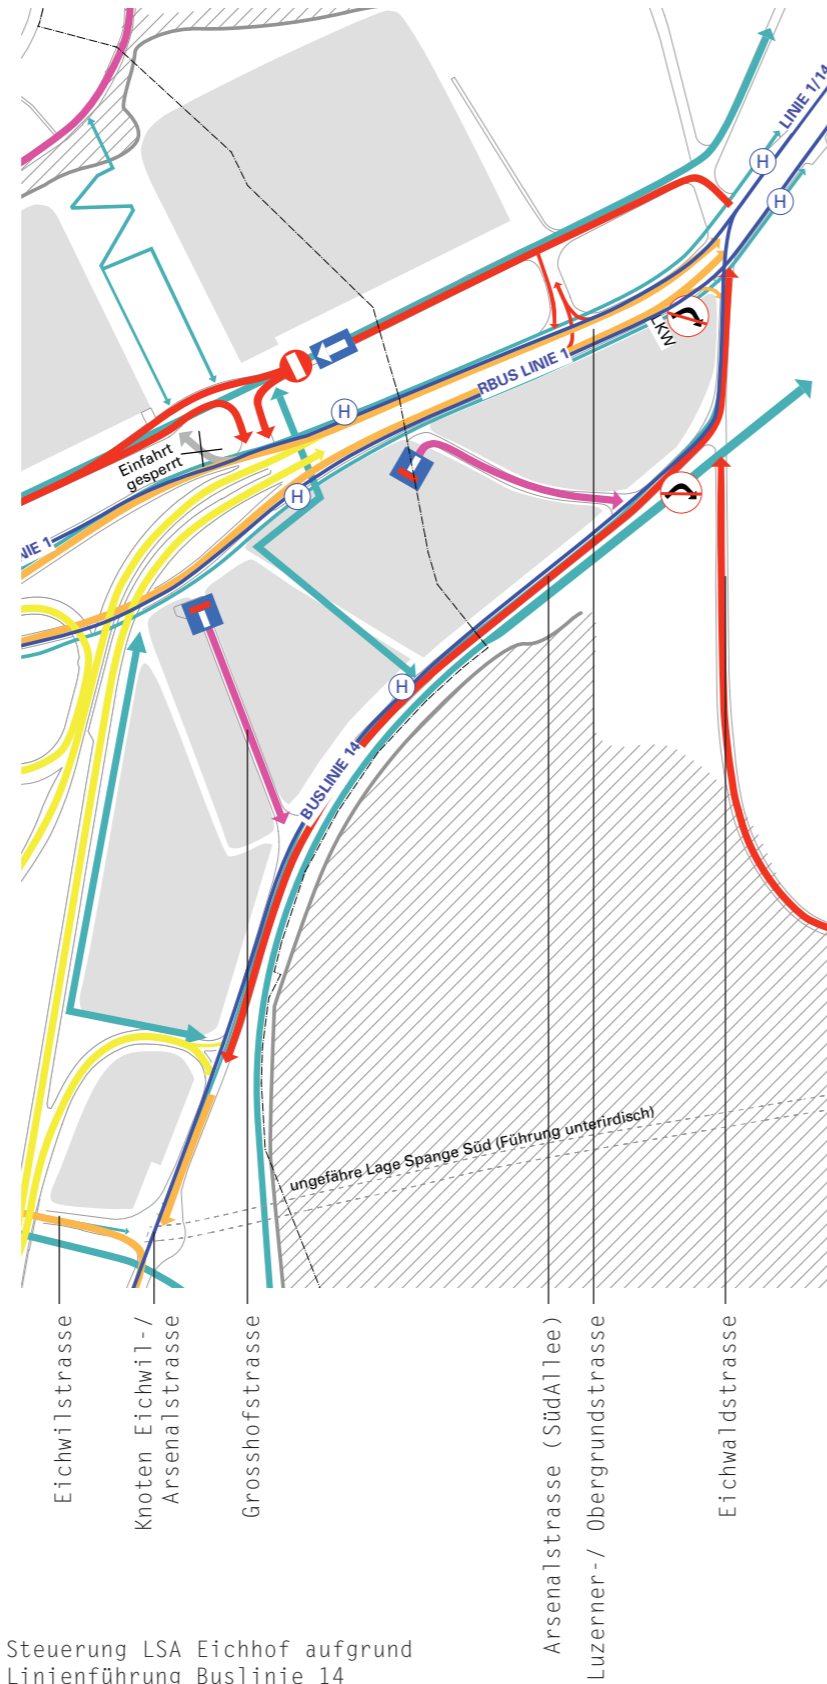 LINIE 1/14
H
H
LKW
RBUS LINIE 1
H
Einfahrt
gesperrt
H
NIE 1
H
BUSLINIE 14
ungefähre Lage Spange Süd (Führung unterirdisch)
Eichwilstrasse
Knoten Eichwil-/
Arsenalstrasse
Grosshofstrasse
Arsenalstrasse (SüdAllee)
Luzerner-/ Obergrundstrasse
Eichwaldstrasse
Steuerung LSA Eichhof aufgrund
Linienführung Buslinie 14